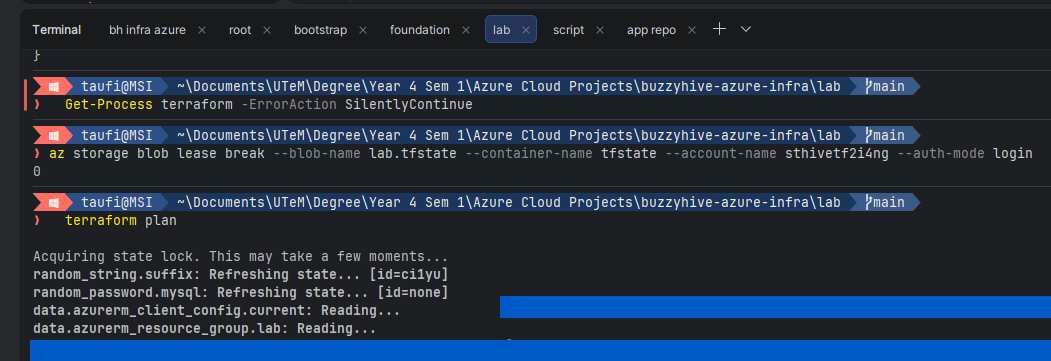 Terminal bh infra azure × root × bootstrap × foundation × lab × script × app repo ×
}
taufi@MSI ~\Documents\UTeM\Degree\Year 4 Sem 1\Azure Cloud Projects\buzzyhive-azure-infra\lab main
❯ Get-Process terraform -ErrorAction SilentlyContinue
taufi@MSI ~\Documents\UTeM\Degree\Year 4 Sem 1\Azure Cloud Projects\buzzyhive-azure-infra\lab main
❯ az storage blob lease break --blob-name lab.tfstate --container-name tfstate --account-name sthivetf2i4ng --auth-mode login
0
taufi@MSI ~\Documents\UTeM\Degree\Year 4 Sem 1\Azure Cloud Projects\buzzyhive-azure-infra\lab main
❯ terraform plan
Acquiring state lock. This may take a few moments...
random_string.suffix: Refreshing state... [id=ci1yu]
random_password.mysql: Refreshing state... [id=none]
data.azurerm_client_config.current: Reading...
data.azurerm_resource_group.lab: Reading...